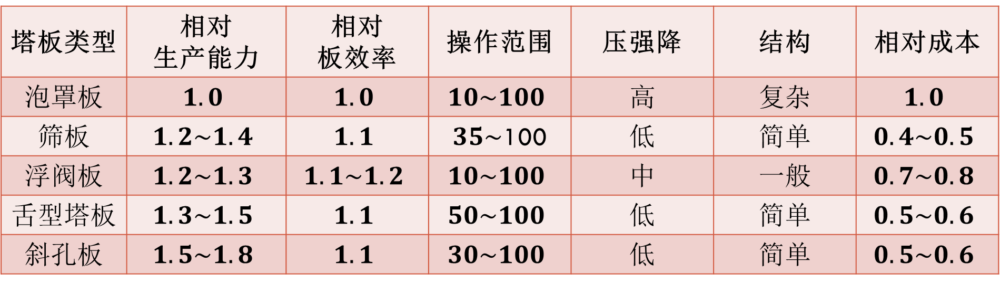 塔板类型 相对生产能力 相对板效率 操作范围 压强降 结构 相对成本
泡罩板 1.0 1.0 10~100 高 复杂 1.0
筛板 1.2~1.4 1.1 35~100 低 简单 0.4~0.5
浮阀板 1.2~1.3 1.1~1.2 10~100 中 一般 0.7~0.8
舌型塔板 1.3~1.5 1.1 50~100 低 简单 0.5~0.6
斜孔板 1.5~1.8 1.1 30~100 低 简单 0.5~0.6